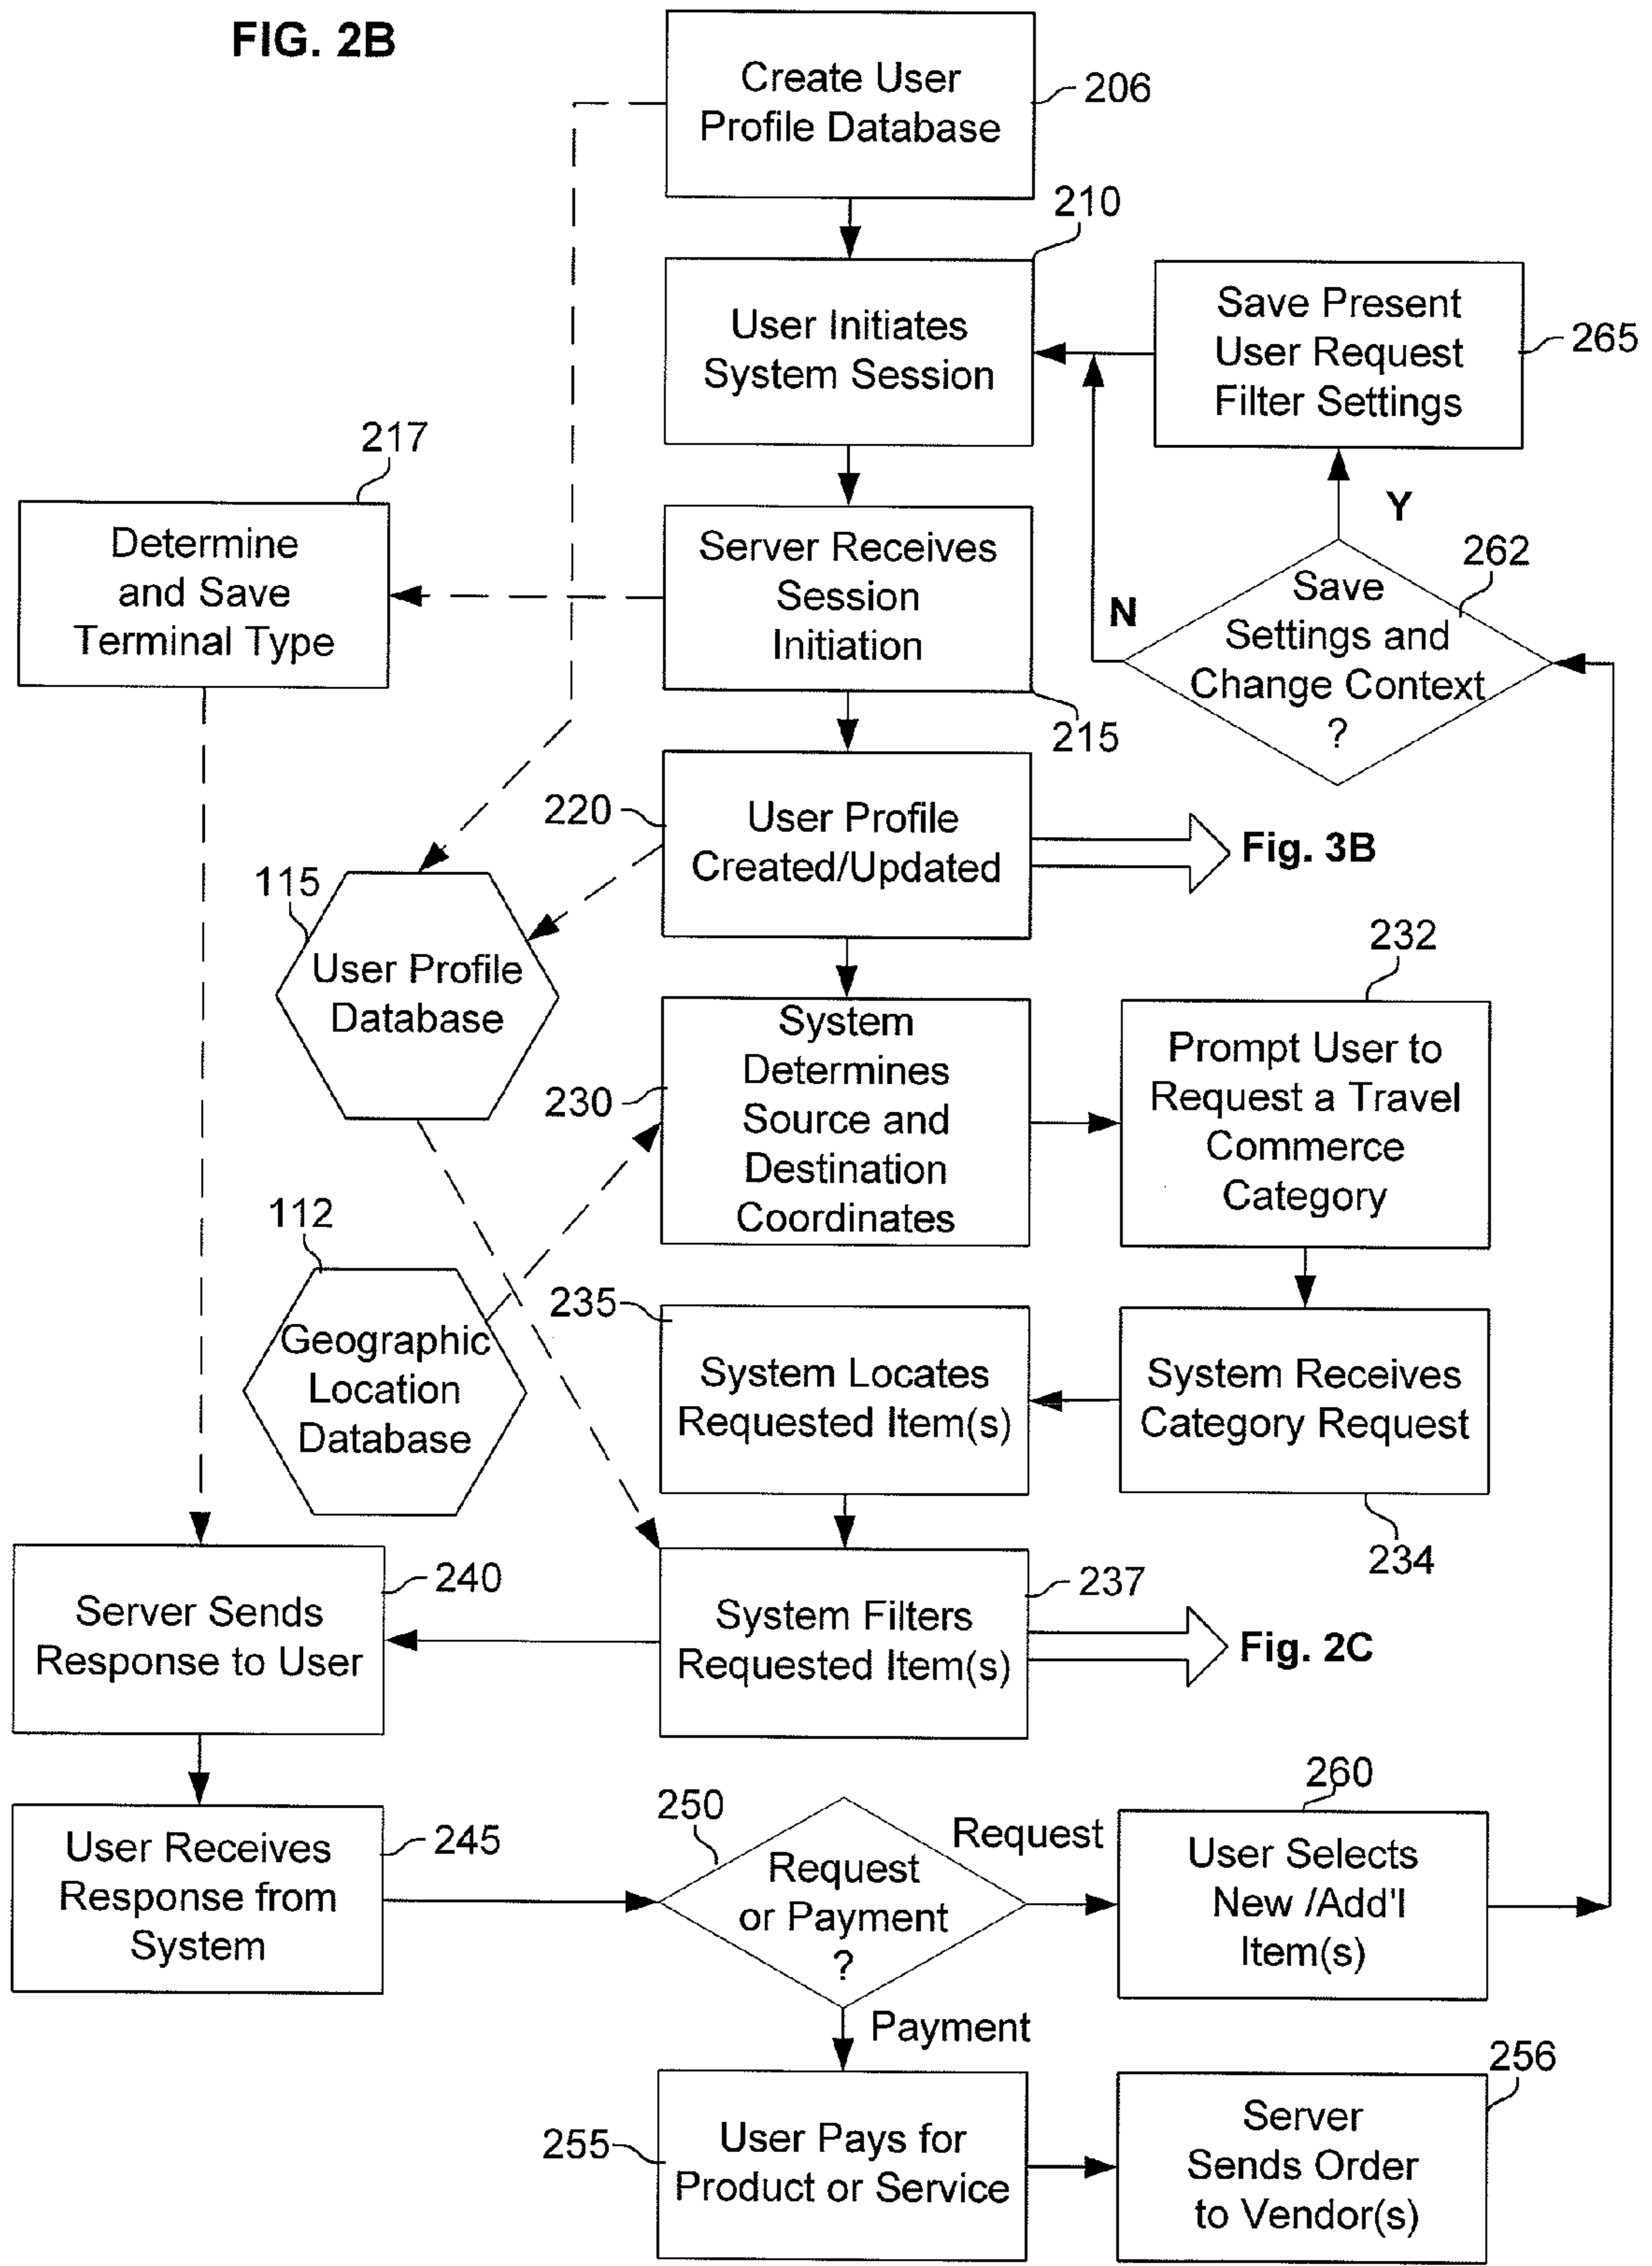 FIG. 2B
Create User
Profile Database
206
210
User Initiates
System Session
Save Present
User Request
Filter Settings
265
217
Determine
and Save
Terminal Type
Server Receives
Session
Initiation
215
Y
N
262
Save
Settings and
Change Context
?
220
User Profile
Created/Updated
Fig. 3B
115
User Profile
Database
230
System
Determines
Source and
Destination
Coordinates
232
Prompt User to
Request a Travel
Commerce
Category
112
Geographic
Location
Database
235
System Locates
Requested Item(s)
System Receives
Category Request
234
240
Server Sends
Response to User
237
System Filters
Requested Item(s)
Fig. 2C
245
User Receives
Response from
System
250
Request
or Payment
?
Request
260
User Selects
New /Add'l
Item(s)
Payment
255
User Pays for
Product or Service
256
Server
Sends Order
to Vendor(s)